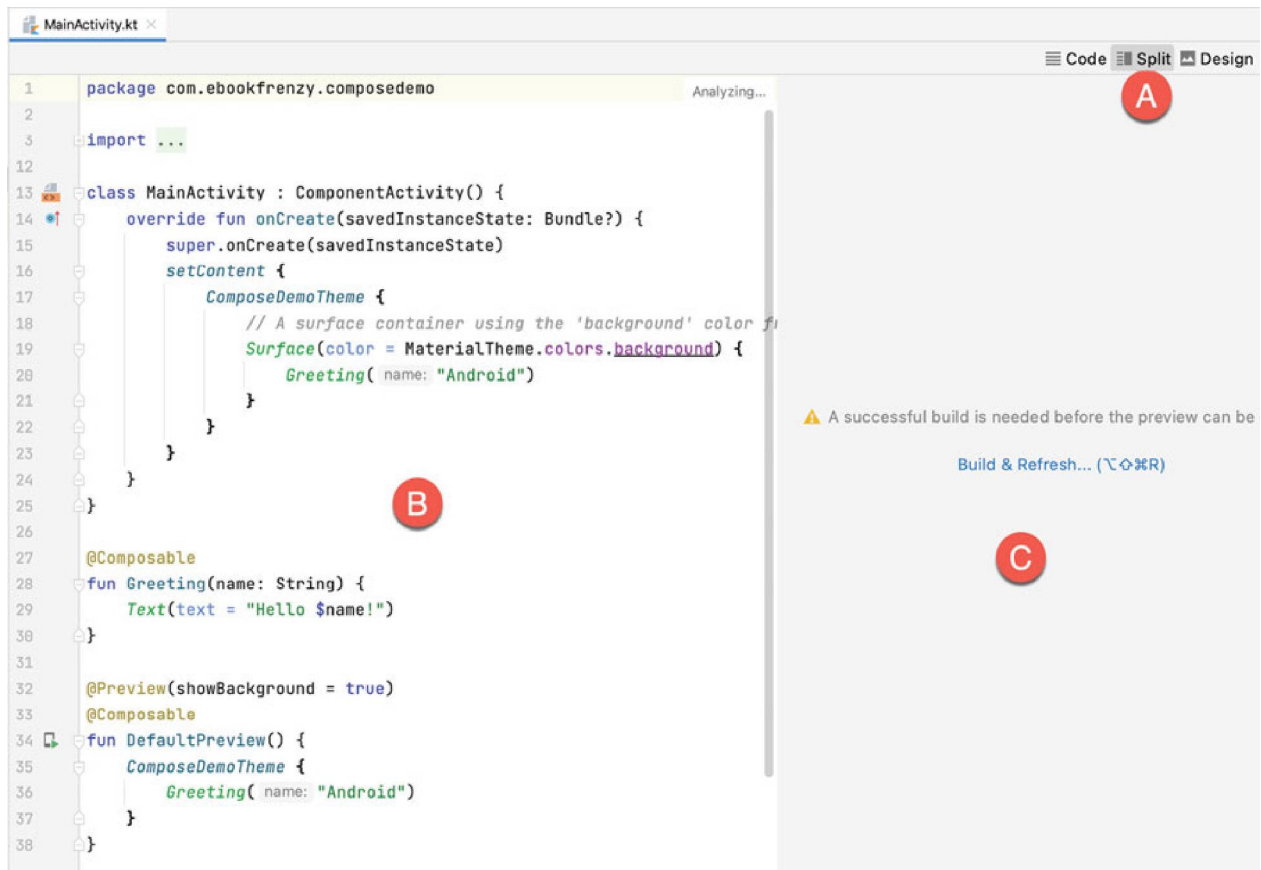 MainActivity.kt
Code Split Design
A
1 package com.ebookfrenzy.composedemo Analyzing...
2
3 import ...
12
13 class MainActivity : ComponentActivity() {
14 override fun onCreate(savedInstanceState: Bundle?) {
15 super.onCreate(savedInstanceState)
16 setContent {
17 ComposeDemoTheme {
18 // A surface container using the 'background' color f
19 Surface(color = MaterialTheme.colors.background) {
20 Greeting( name: "Android")
21 }
22 }
23 }
24 }
25 }
26
27 @Composable
28 fun Greeting(name: String) {
29 Text(text = "Hello $name!")
30 }
31
32 @Preview(showBackground = true)
33 @Composable
34 fun DefaultPreview() {
35 ComposeDemoTheme {
36 Greeting( name: "Android")
37 }
38 }
B
A successful build is needed before the preview can be
Build & Refresh... (⌥⇧⌘R)
C